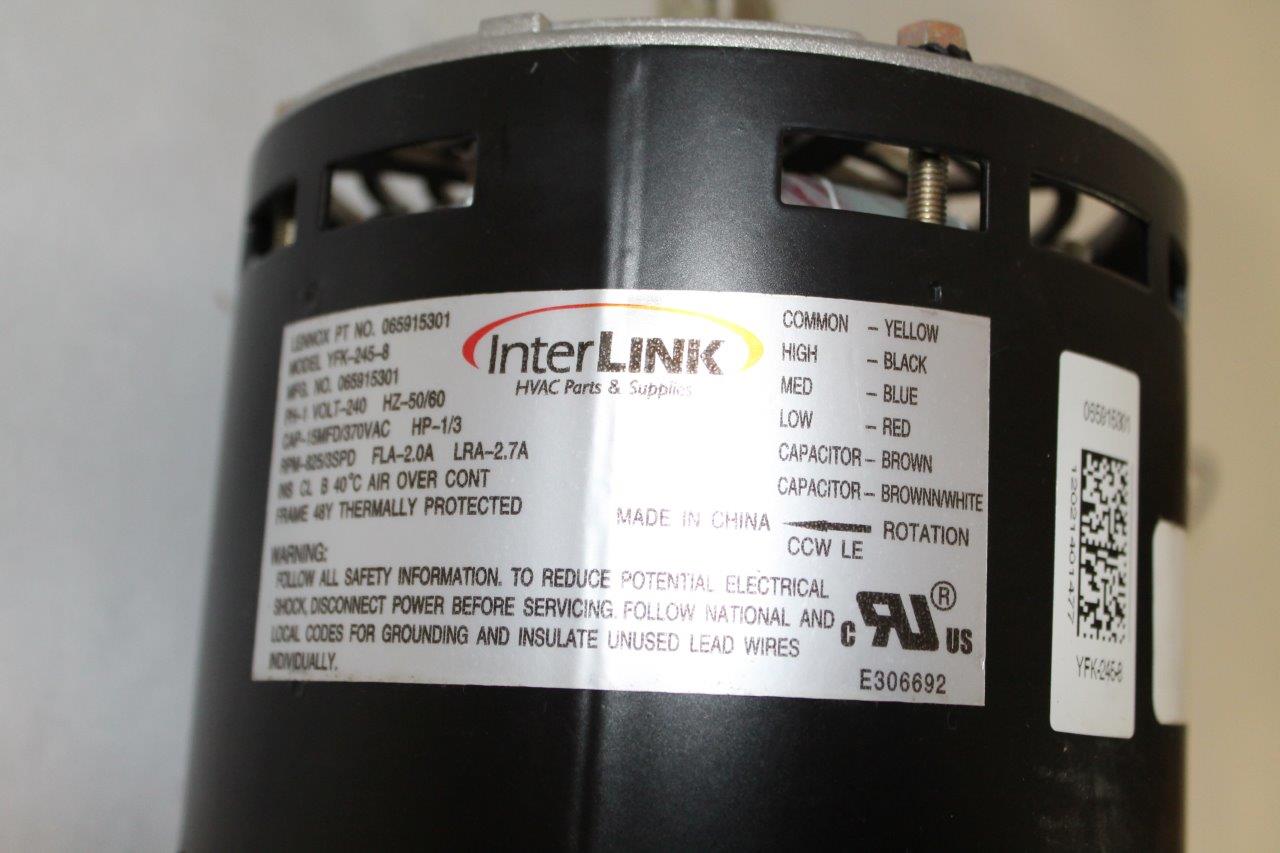 LENNOX PT NO. 065915301
MODEL YFK-245-8
MFG. NO. 065915301
PH-1 VOLT-240 HZ-50/60
CAP-15MFD/370VAC HP-1/3
RPM-825/3SPD FLA-2.0A LRA-2.7A
INS CL B 40°C AIR OVER CONT
FRAME 48Y THERMALLY PROTECTED
InterLINK
HVAC Parts & Supplies
COMMON - YELLOW
HIGH - BLACK
MED - BLUE
LOW - RED
CAPACITOR - BROWN
CAPACITOR - BROWNN/WHITE
MADE IN CHINA
ROTATION
CCW LE
WARNING:
FOLLOW ALL SAFETY INFORMATION. TO REDUCE POTENTIAL ELECTRICAL
SHOCK, DISCONNECT POWER BEFORE SERVICING. FOLLOW NATIONAL AND
LOCAL CODES FOR GROUNDING AND INSULATE UNUSED LEAD WIRES
INDIVIDUALLY.
C RU ® US
E306692
065915301
12021401477
YFK-245-8